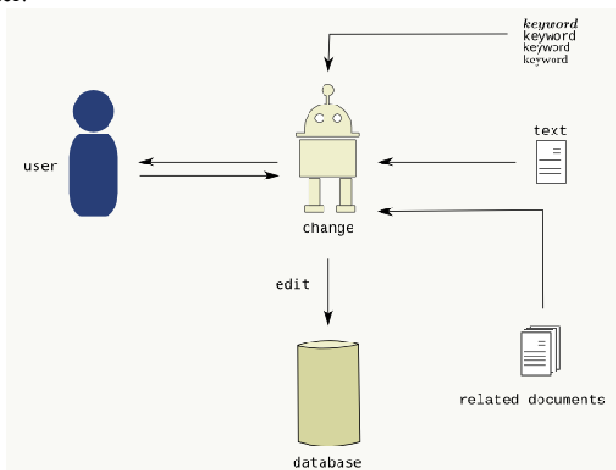 keyword
keyword
keyword
keyword
text
user
change
edit
related documents
database